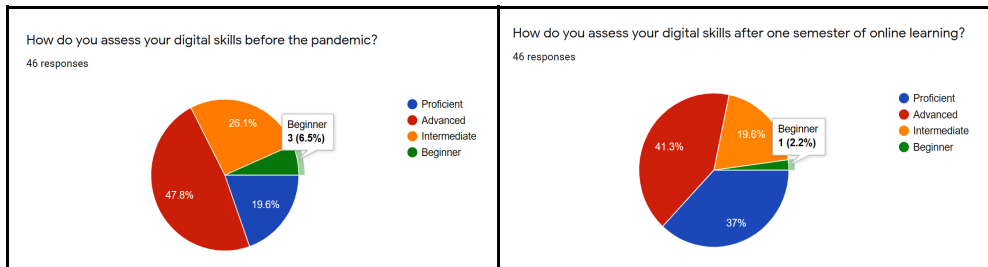 How do you assess your digital skills before the pandemic?
46 responses
26.1%
Beginner
3 (6.5%)
47.8%
19.6%
Proficient
Advanced
Intermediate
Beginner
How do you assess your digital skills after one semester of online learning?
46 responses
41.3%
19.6%
Beginner
1 (2.2%)
37%
Proficient
Advanced
Intermediate
Beginner